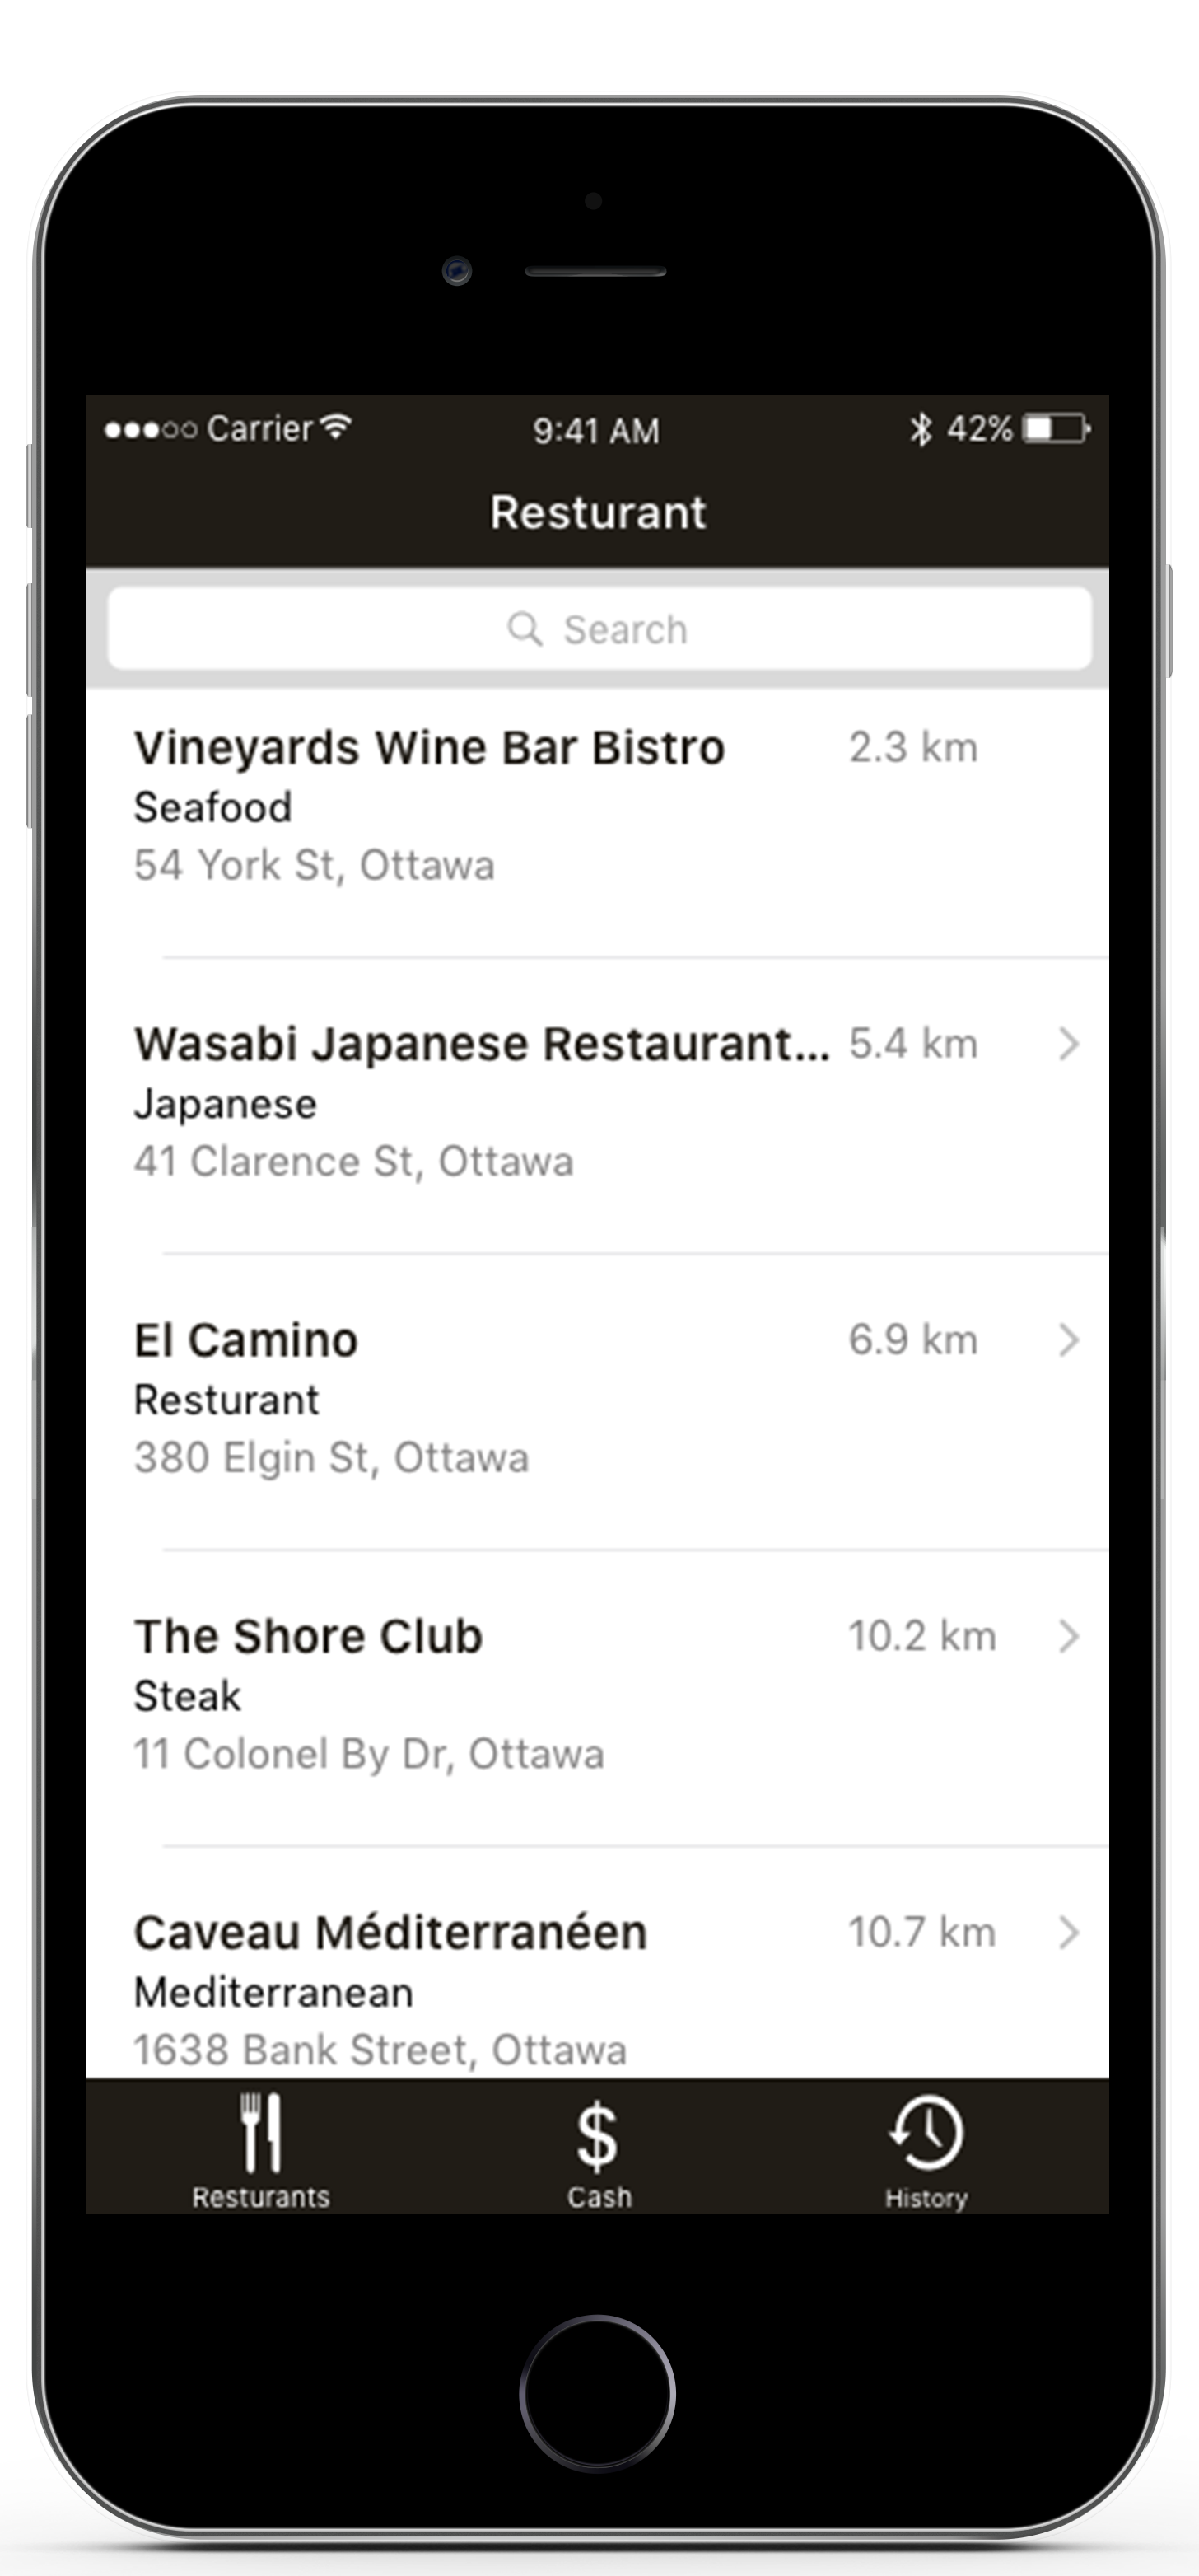 Carrier 9:41 AM 42%
Resturant
Search
Vineyards Wine Bar Bistro 2.3 km
Seafood
54 York St, Ottawa
Wasabi Japanese Restaurant... 5.4 km
Japanese
41 Clarence St, Ottawa
El Camino 6.9 km
Resturant
380 Elgin St, Ottawa
The Shore Club 10.2 km
Steak
11 Colonel By Dr, Ottawa
Caveau Méditerranéen 10.7 km
Mediterranean
1638 Bank Street, Ottawa
$
Resturants Cash History